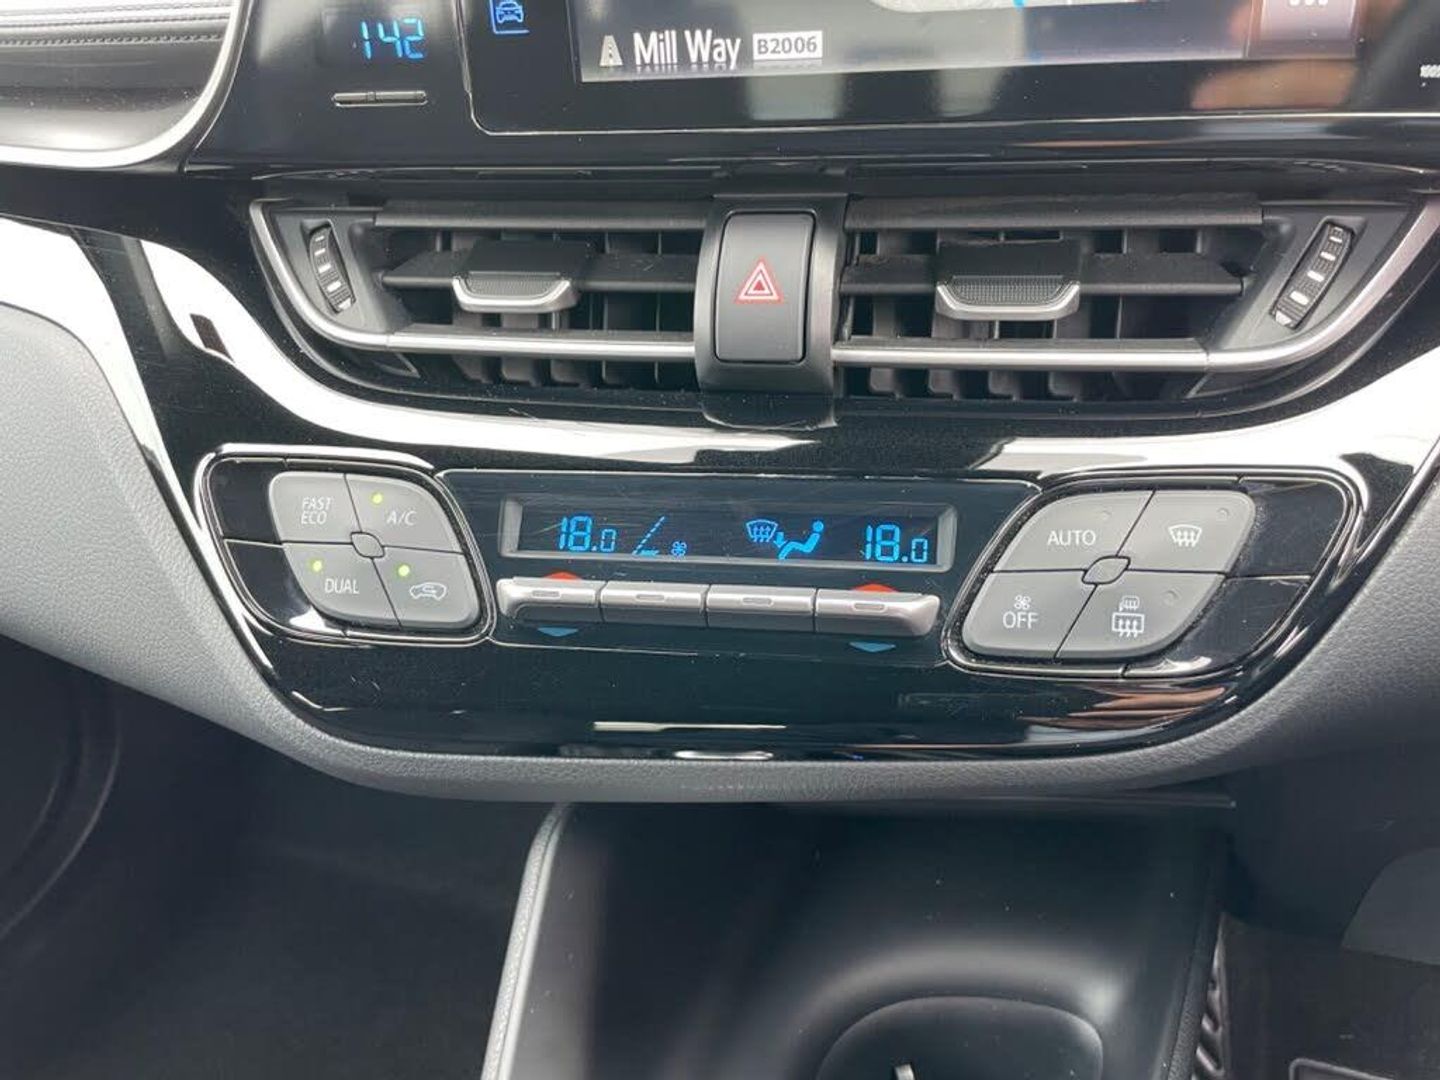 142
Mill Way B2006
FAST
ECO
A/C
DUAL
18.0
18.0
AUTO
OFF